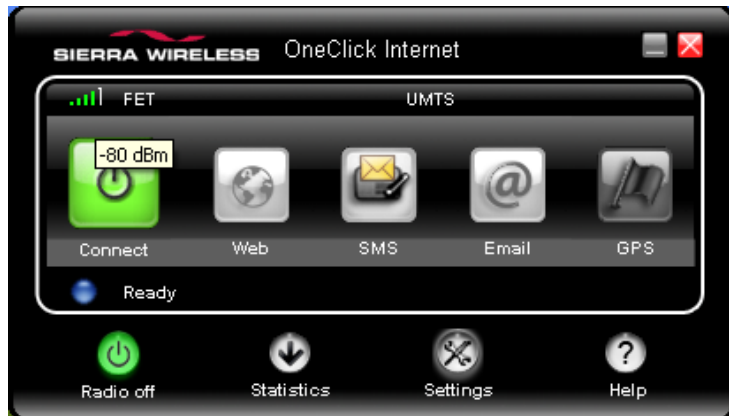 SIERRA WIRELESS OneClick Internet
FET UMTS
-80 dBm
@
Connect Web SMS Email GPS
Ready
?
Radio off Statistics Settings Help